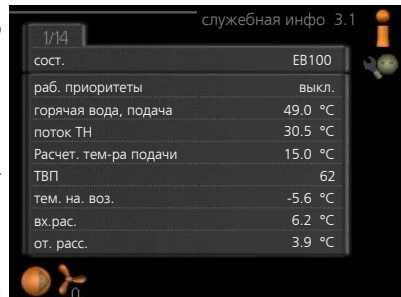 служебная инфо 3.1
1/14
сост. EB100
раб. приоритеты выкл.
горячая вода, подача 49.0 °C
поток ТН 30.5 °C
Расчет. тем-ра подачи 15.0 °C
ТВП 62
тем. на. воз. -5.6 °C
вх.рас. 6.2 °C
от. расс. 3.9 °C